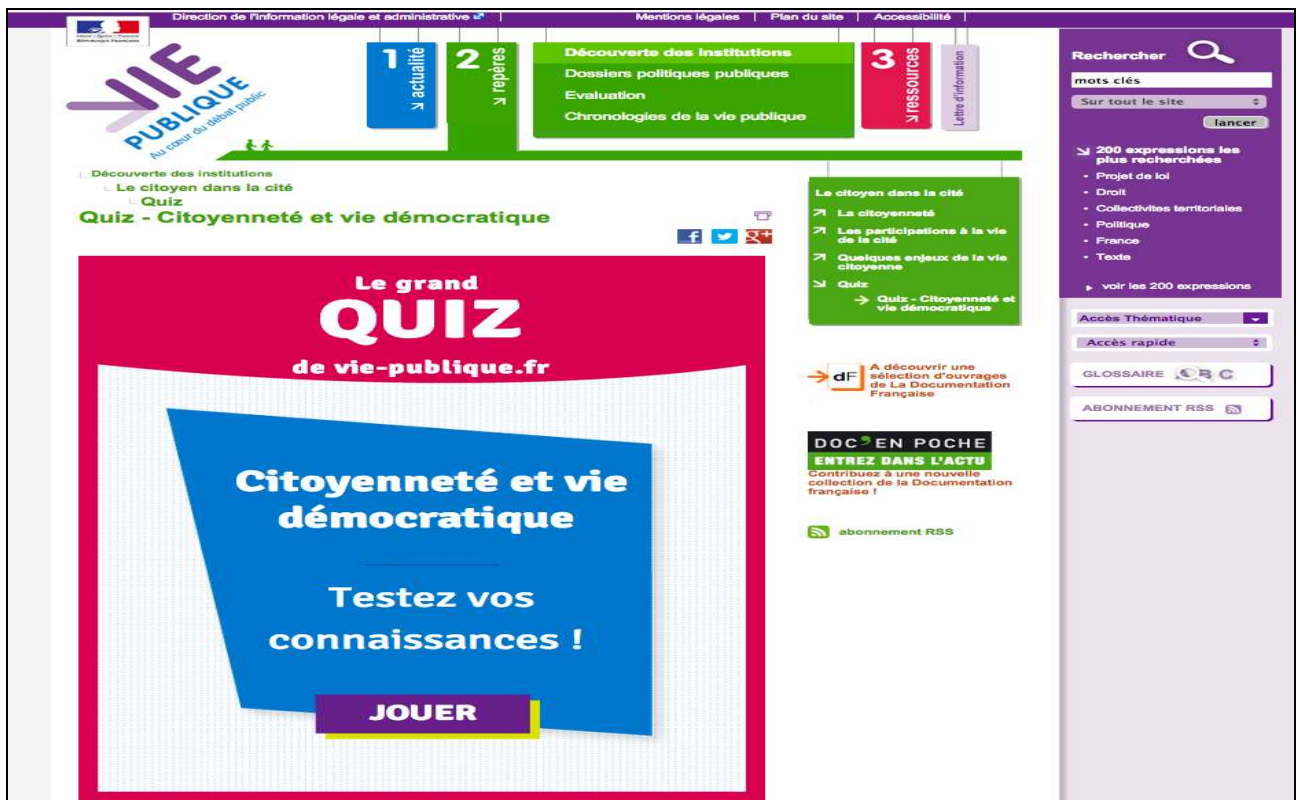 Direction de l'information légale et administrative | Mentions légales | Plan du site | Accessibilité |
RÉPUBLIQUE FRANÇAISE
VIE
PUBLIQUE
Au cœur du débat public
1 actualité
2 repères
Découverte des institutions
Dossiers politiques publiques
Evaluation
Chronologies de la vie publique
3 ressources
Lettre d'information
Rechercher
mots clés
Sur tout le site
lancer
200 expressions les
plus recherchées
• Projet de loi
• Droit
• Collectivites territoriales
• Politique
• France
• Texte
voir les 200 expressions
Accès Thématique
Accès rapide
GLOSSAIRE ABC
ABONNEMENT RSS
Découverte des institutions
Le citoyen dans la cité
Quiz
Quiz - Citoyenneté et vie démocratique
Le grand
QUIZ
de vie-publique.fr
Citoyenneté et vie
démocratique
Testez vos
connaissances !
JOUER
Le citoyen dans la cité
La citoyenneté
Les participations à la vie
de la cité
Quelques enjeux de la vie
citoyenne
Quiz
Quiz - Citoyenneté et
vie démocratique
dF
A découvrir une
sélection d'ouvrages
de La Documentation
Française
DOC'EN POCHE
ENTREZ DANS L'ACTU
Contribuez à une nouvelle
collection de la Documentation
française !
abonnement RSS